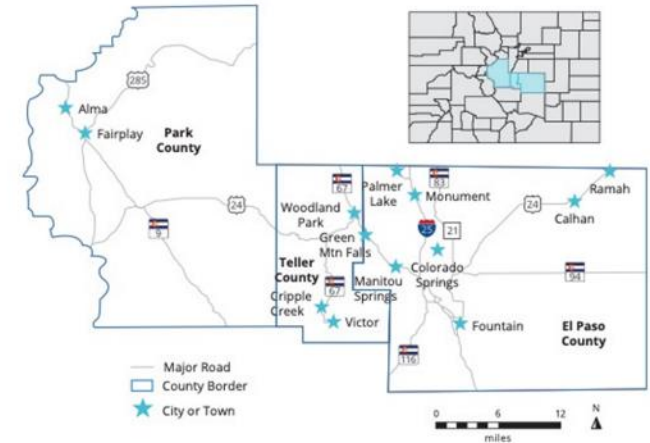 285
Alma
Fairplay
Park
County
67
Palmer
Lake
83
Monument
Ramah
24
Woodland
Park
24
Calhan
9
25
21
Green
Mtn Falls
Teller
County
Colorado
Springs
94
67
Manitou
Springs
Cripple
Creek
Victor
Fountain
El Paso
County
116
Major Road
County Border
City or Town
0 6 12
miles
N